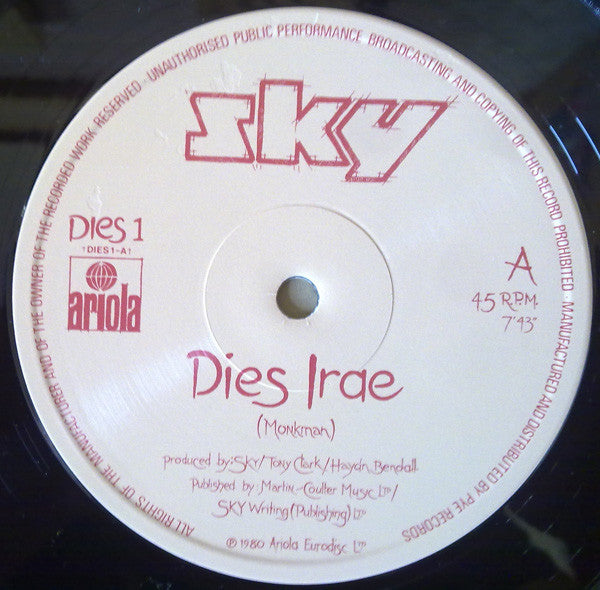 ALL RIGHTS OF THE MANUFACTURER AND OF THE OWNER OF THE RECORDED WORK RESERVED · UNAUTHORISED PUBLIC PERFORMANCE BROADCASTING AND COPYING OF THIS RECORD PROHIBITED · MANUFACTURED AND DISTRIBUTED BY PYE RECORDS
sky
DIES 1
↑DIES 1-A↑
ariola
A
45 R.P.M.
7'43"
Dies Irae
(Monkman)
produced by: SKY/Tony Clark/Haydn Bendall
Published by: Martin-Coulter Music LTD/
SKY Writing (Publishing) LTD
℗ 1980 Ariola Eurodisc LTD